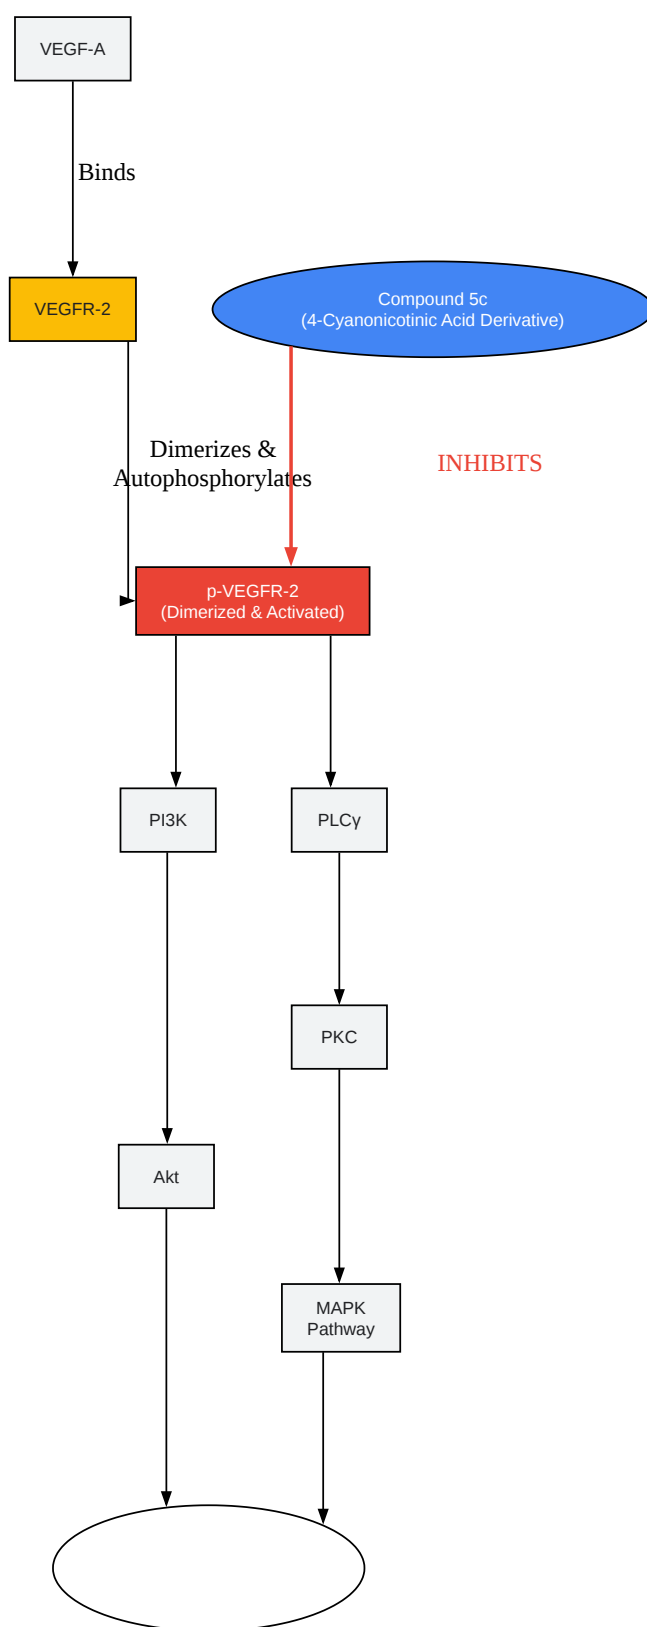 VEGF-A
Binds
VEGFR-2
Compound 5c
(4-Cyanonicotinic Acid Derivative)
Dimerizes &
Autophosphorylates
INHIBITS
p-VEGFR-2
(Dimerized & Activated)
PI3K
PLCγ
PKC
Akt
MAPK
Pathway